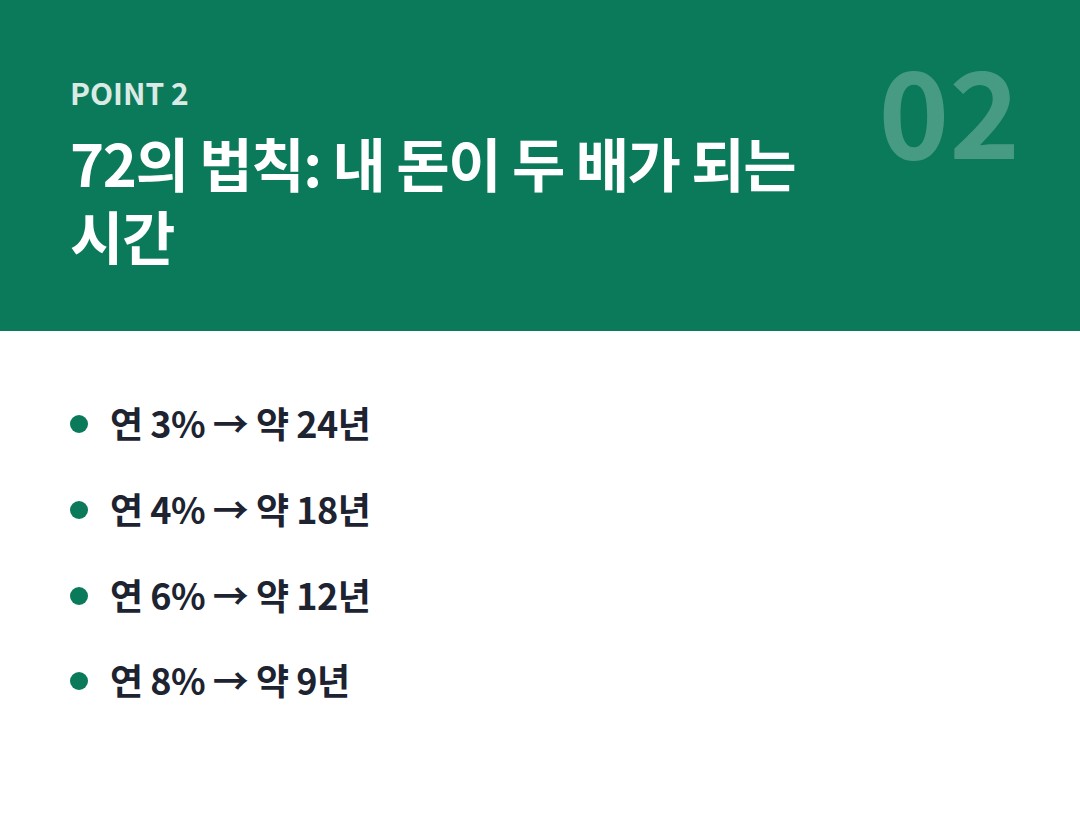 POINT 2
02
72의 법칙: 내 돈이 두 배가 되는
시간
연 3% → 약 24년
연 4% → 약 18년
연 6% → 약 12년
연 8% → 약 9년